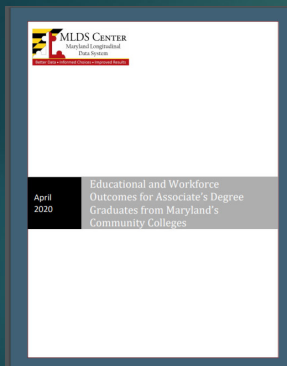 MLDS CENTER
Maryland Longitudinal
Data System
Better Data • Informed Choices • Improved Results
April
2020
Educational and Workforce
Outcomes for Associate's Degree
Graduates from Maryland's
Community Colleges